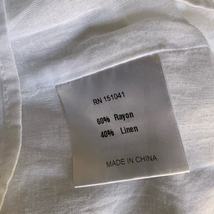 RN 151041
60% Rayon
40% Linen
MADE IN CHINA